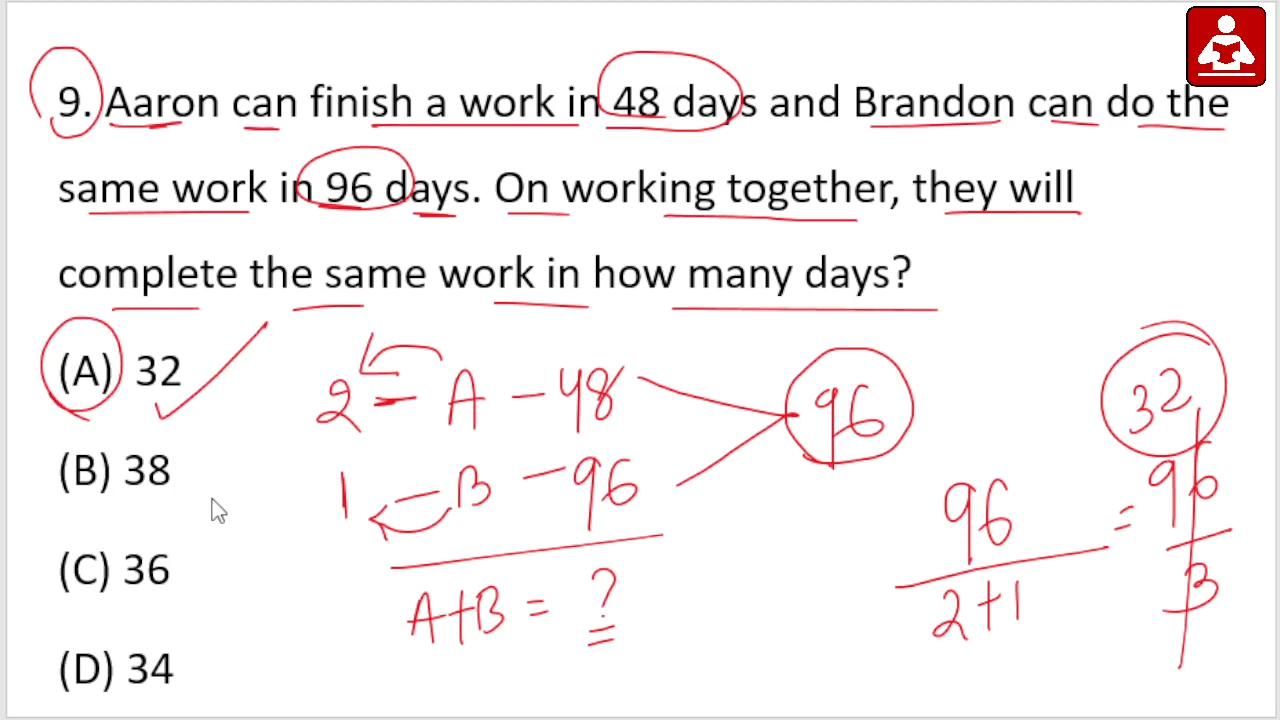 9. Aaron can finish a work in 48 days and Brandon can do the
same work in 96 days. On working together, they will
complete the same work in how many days?
(A) 32
(B) 38
(C) 36
(D) 34
2 - A - 48
1 - B - 96
A+B = ?
96
96
2+1
=
96
3
32